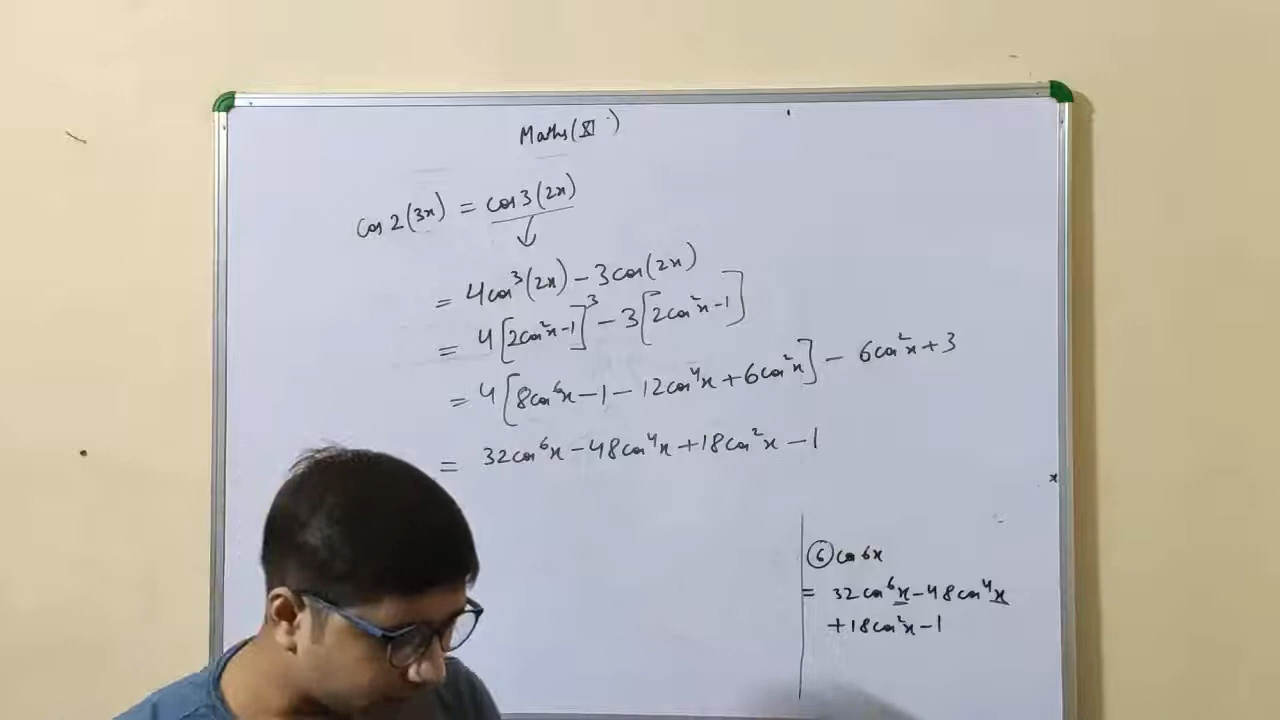 Maths (XI)
cos 2(3x) = cos 3(2x)
= 4cos³(2x) - 3cos(2x)
= 4[2cos²x-1]³ - 3[2cos²x-1]
= 4[8cos⁶x - 1 - 12cos⁴x + 6cos²x] - 6cos²x + 3
= 32cos⁶x - 48cos⁴x + 18cos²x - 1
⑥ cos 6x
= 32cos⁶x - 48cos⁴x
+ 18cos²x - 1